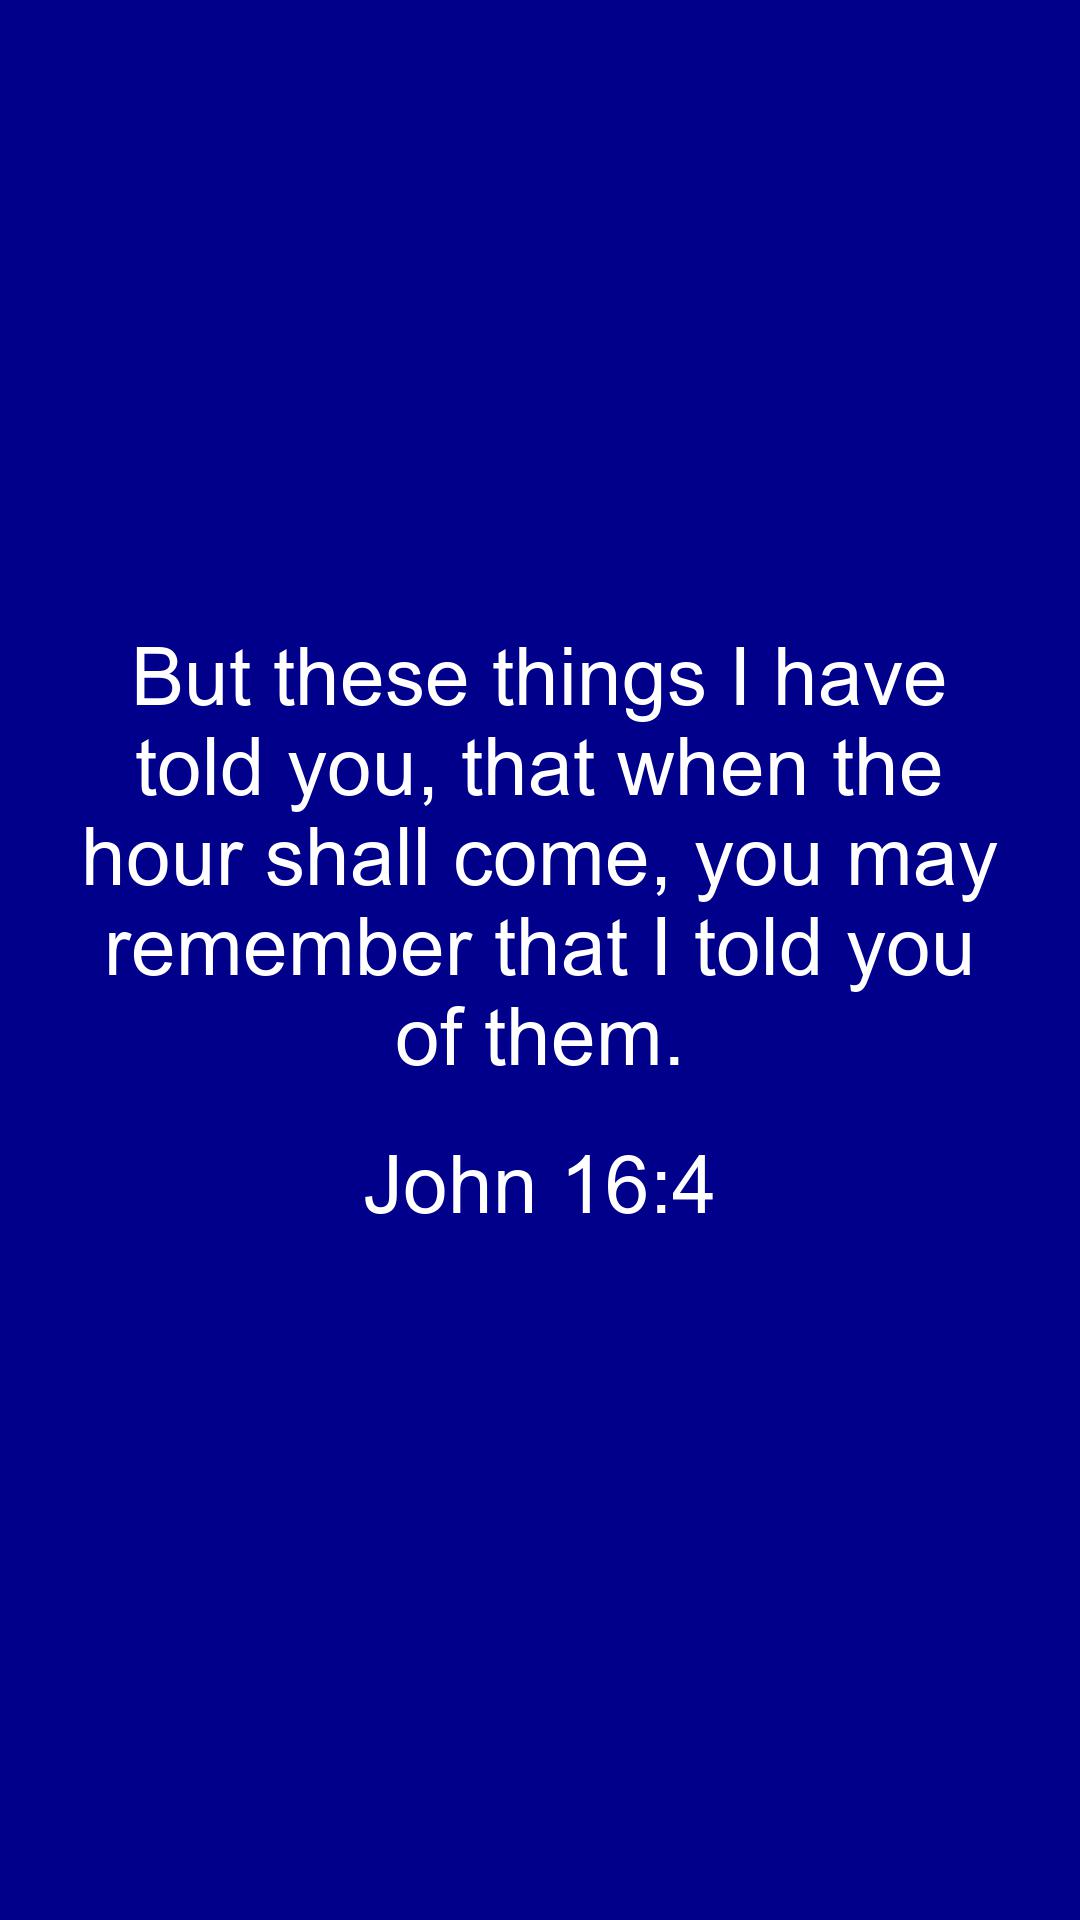 But these things I have
told you, that when the
hour shall come, you may
remember that I told you
of them.
John 16:4